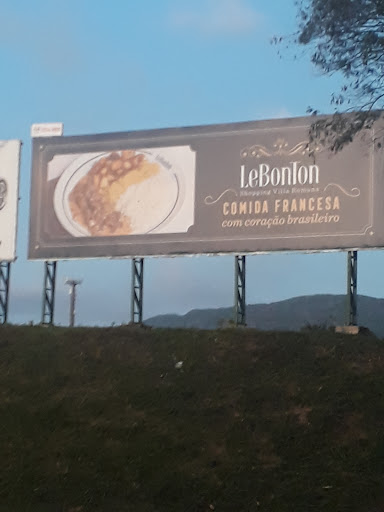 LeBonTon
Shopping Villa Romana
COMIDA FRANCESA
com coração brasileiro